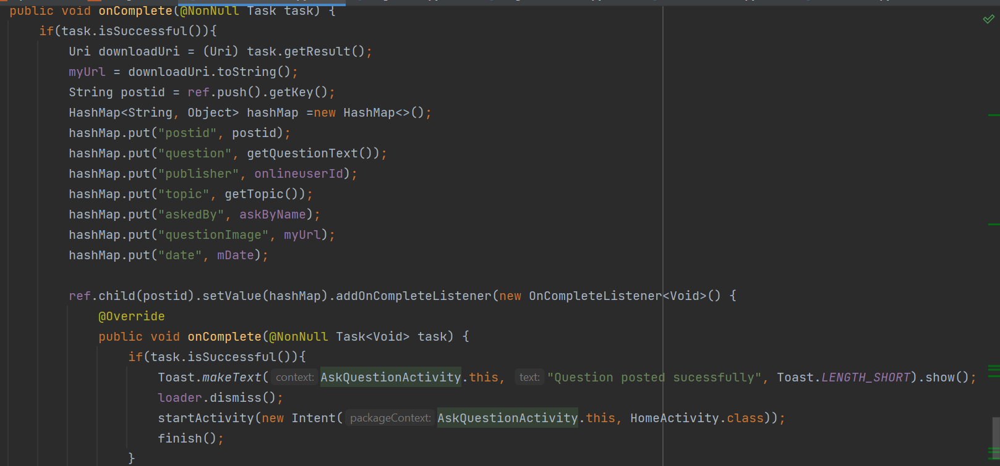 public void onComplete(@NonNull Task task) {
if(task.isSuccessful()){
Uri downloadUri = (Uri) task.getResult();
myUrl = downloadUri.toString();
String postid = ref.push().getKey();
HashMap<String, Object> hashMap =new HashMap<>();
hashMap.put("postid", postid);
hashMap.put("question", getQuestionText());
hashMap.put("publisher", onlineuserId);
hashMap.put("topic", getTopic());
hashMap.put("askedBy", askByName);
hashMap.put("questionImage", myUrl);
hashMap.put("date", mDate);
ref.child(postid).setValue(hashMap).addOnCompleteListener(new OnCompleteListener<Void>() {
@Override
public void onComplete(@NonNull Task<Void> task) {
if(task.isSuccessful()){
Toast.makeText( context: AskQuestionActivity.this, text: "Question posted sucessfully", Toast.LENGTH_SHORT).show();
loader.dismiss();
startActivity(new Intent( packageContext: AskQuestionActivity.this, HomeActivity.class));
finish();
}